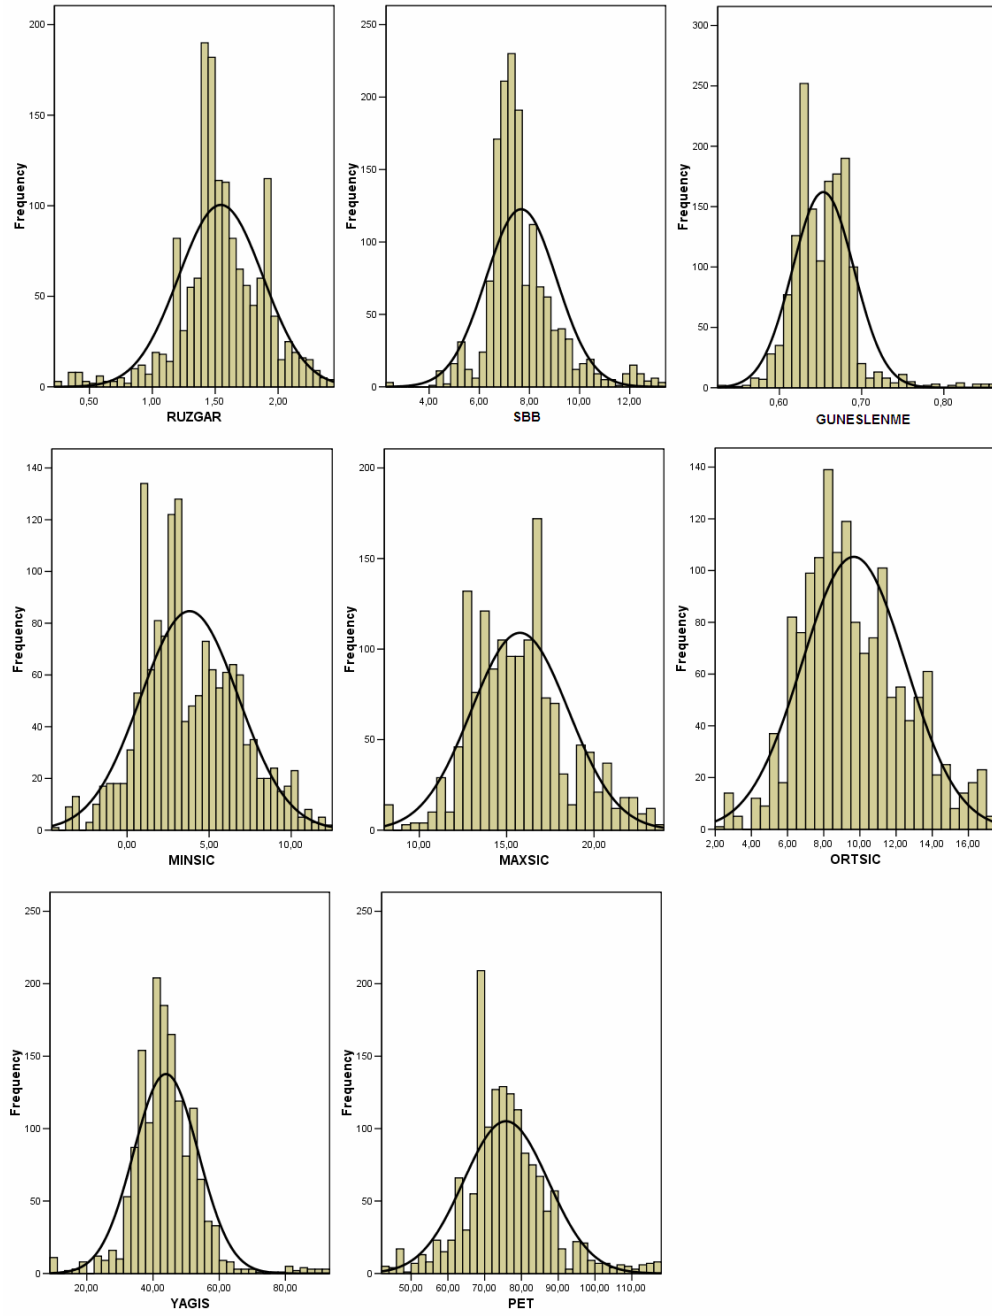 200
150
100
50
0
Frequency
0,50 1,00 1,50 2,00
RUZGAR
250
200
150
100
50
0
Frequency
4,00 6,00 8,00 10,00 12,00
SBB
300
250
200
150
100
50
0
Frequency
0,60 0,70 0,80
GUNESLENME
140
120
100
80
60
40
20
0
Frequency
0,00 5,00 10,00
MINSIC
200
150
100
50
0
Frequency
10,00 15,00 20,00
MAXSIC
140
120
100
80
60
40
20
0
Frequency
2,00 4,00 6,00 8,00 10,00 12,00 14,00 16,00
ORTSIC
250
200
150
100
50
0
Frequency
20,00 40,00 60,00 80,00
YAGIS
250
200
150
100
50
0
Frequency
50,00 60,00 70,00 80,00 90,00 100,00 110,00
PET